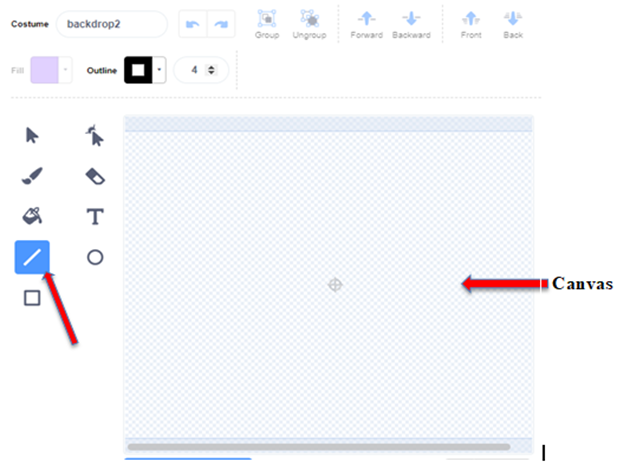 Costume backdrop2
Group Ungroup Forward Backward Front Back
Fill Outline 4
T
Canvas